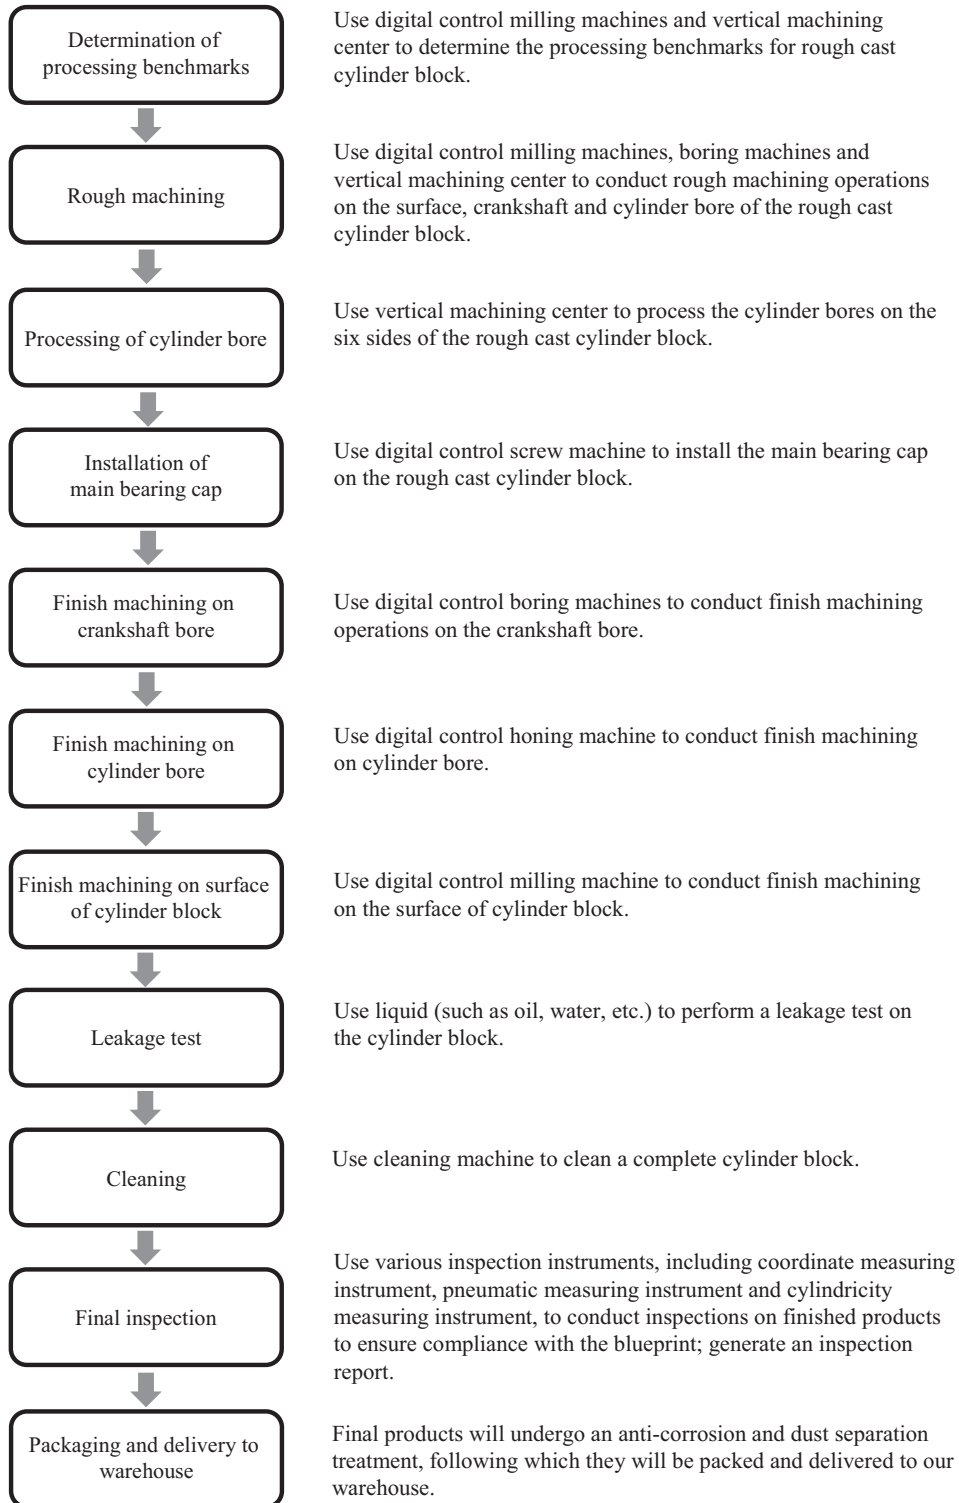 Determination of
processing benchmarks
Use digital control milling machines and vertical machining
center to determine the processing benchmarks for rough cast
cylinder block.
Rough machining
Use digital control milling machines, boring machines and
vertical machining center to conduct rough machining operations
on the surface, crankshaft and cylinder bore of the rough cast
cylinder block.
Processing of cylinder bore
Use vertical machining center to process the cylinder bores on the
six sides of the rough cast cylinder block.
Installation of
main bearing cap
Use digital control screw machine to install the main bearing cap
on the rough cast cylinder block.
Finish machining on
crankshaft bore
Use digital control boring machines to conduct finish machining
operations on the crankshaft bore.
Finish machining on
cylinder bore
Use digital control honing machine to conduct finish machining
on cylinder bore.
Finish machining on surface
of cylinder block
Use digital control milling machine to conduct finish machining
on the surface of cylinder block.
Leakage test
Use liquid (such as oil, water, etc.) to perform a leakage test on
the cylinder block.
Cleaning
Use cleaning machine to clean a complete cylinder block.
Final inspection
Use various inspection instruments, including coordinate measuring
instrument, pneumatic measuring instrument and cylindricity
measuring instrument, to conduct inspections on finished products
to ensure compliance with the blueprint; generate an inspection
report.
Packaging and delivery to
warehouse
Final products will undergo an anti-corrosion and dust separation
treatment, following which they will be packed and delivered to our
warehouse.